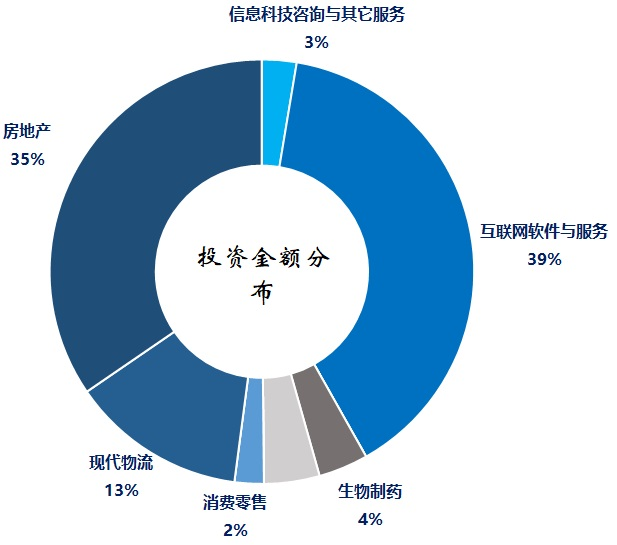 信息科技咨询与其它服务
3%
房地产
35%
互联网软件与服务
39%
投资金额分
布
现代物流
13%
消费零售
2%
生物制药
4%